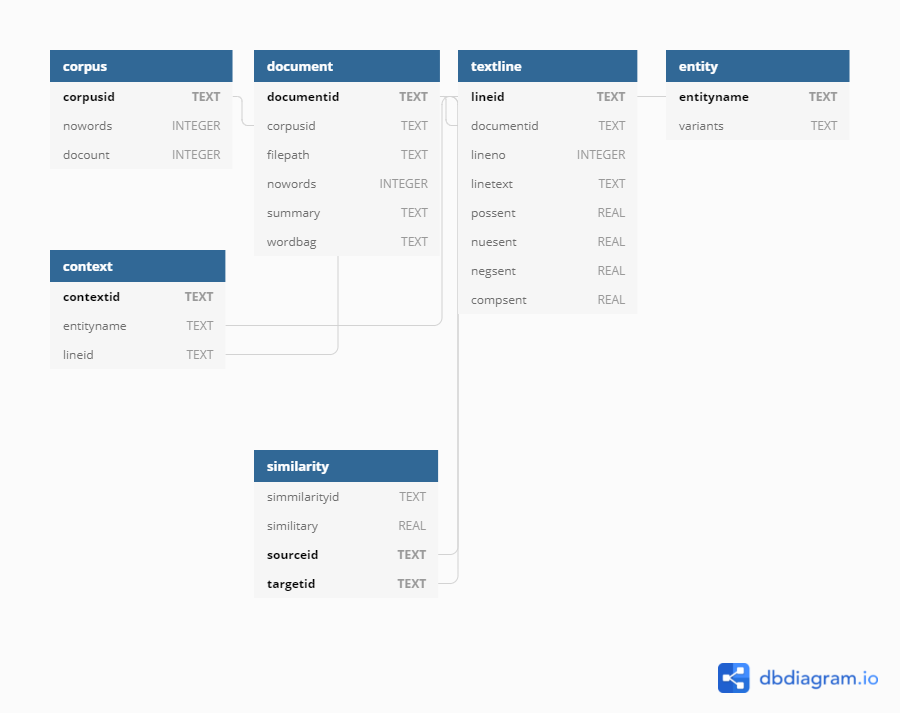 corpus
corpusid TEXT
nowords INTEGER
docount INTEGER
document
documentid TEXT
corpusid TEXT
filepath TEXT
nowords INTEGER
summary TEXT
wordbag TEXT
textline
lineid TEXT
documentid TEXT
lineno INTEGER
linetext TEXT
possent REAL
nuesent REAL
negsent REAL
compsent REAL
entity
entityname TEXT
variants TEXT
context
contextid TEXT
entityname TEXT
lineid TEXT
similarity
simmilarityid TEXT
similitary REAL
sourceid TEXT
targetid TEXT
dbdiagram.io